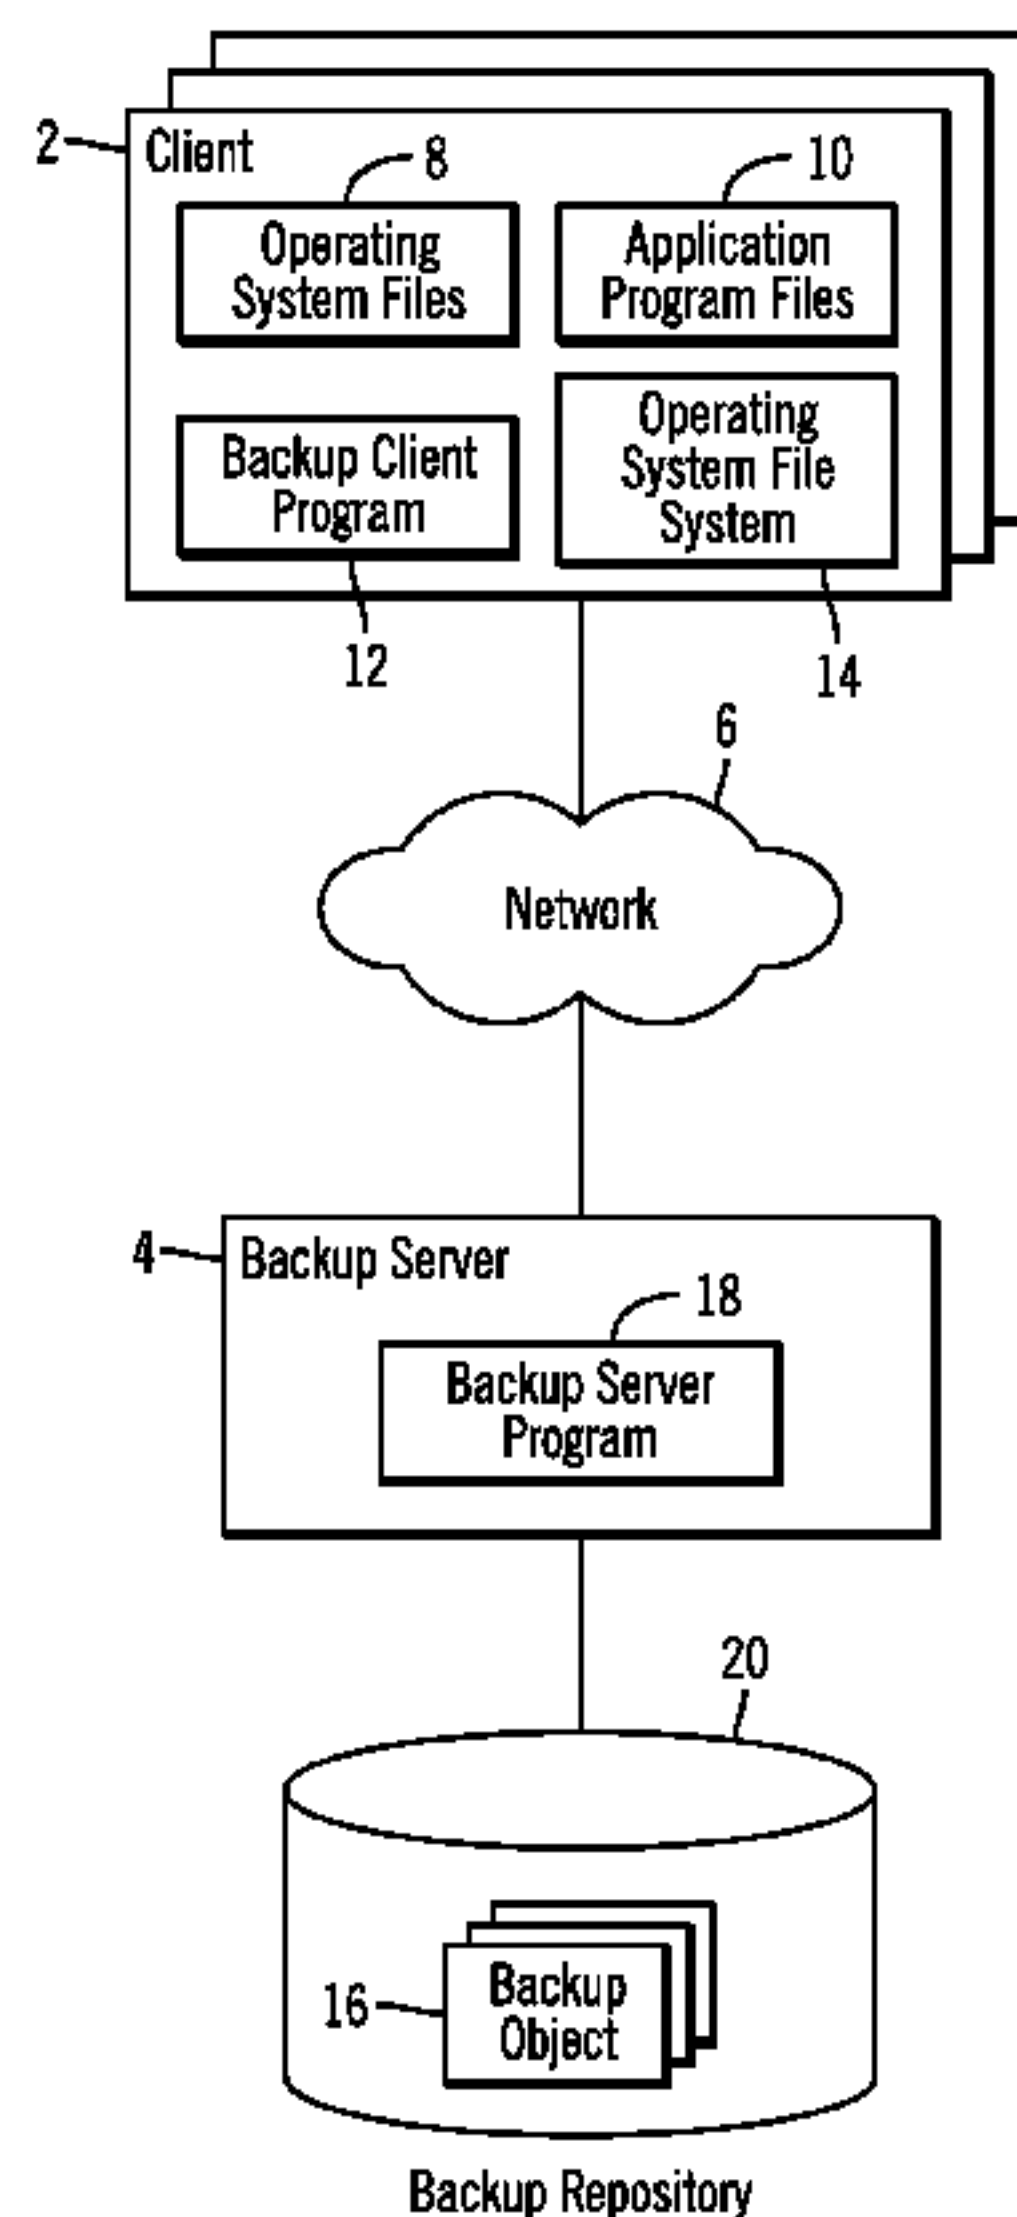 2
Client
8
10
Operating
System Files
Application
Program Files
Backup Client
Program
Operating
System File
System
12
14
6
Network
4
Backup Server
18
Backup Server
Program
20
16
Backup
Object
Backup Repository